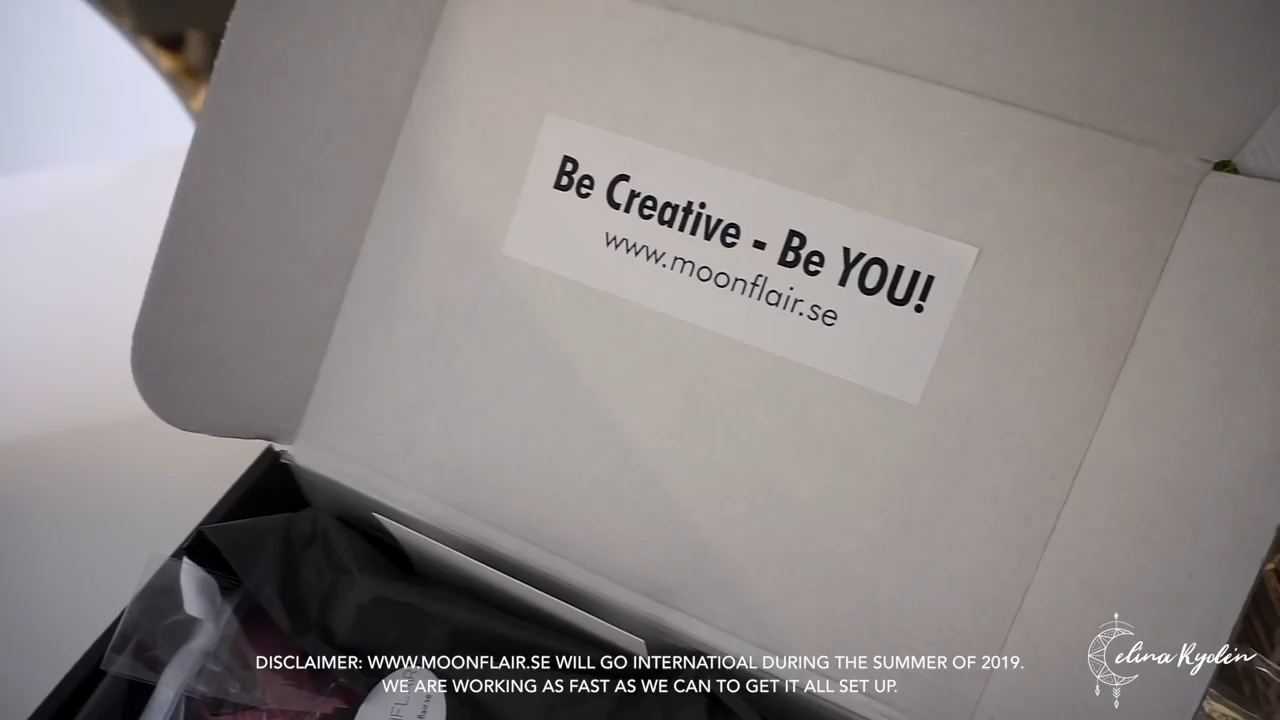 Be Creative - Be YOU!
www.moonflair.se
DISCLAIMER: WWW.MOONFLAIR.SE WILL GO INTERNATIOAL DURING THE SUMMER OF 2019.
WE ARE WORKING AS FAST AS WE CAN TO GET IT ALL SET UP.
Celina Rydén